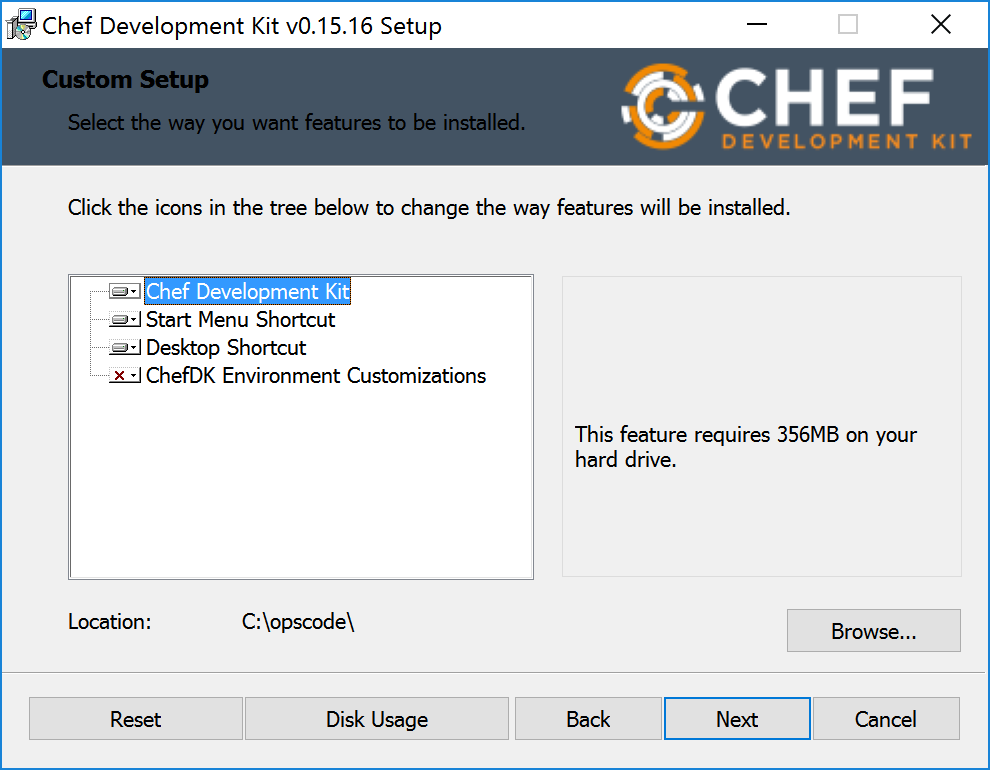 Chef Development Kit v0.15.16 Setup
Custom Setup
Select the way you want features to be installed.
CHEF
DEVELOPMENT KIT
Click the icons in the tree below to change the way features will be installed.
Chef Development Kit
Start Menu Shortcut
Desktop Shortcut
ChefDK Environment Customizations
This feature requires 356MB on your
hard drive.
Location: C:\opscode\
Browse...
Reset Disk Usage Back Next Cancel